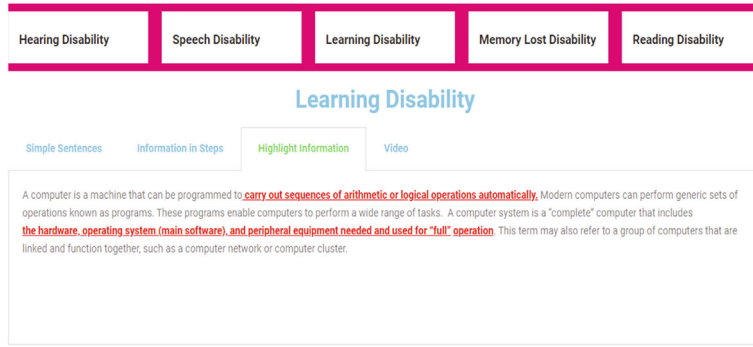 Hearing Disability
Speech Disability
Learning Disability
Memory Lost Disability
Reading Disability
Learning Disability
Simple Sentences
Information in Steps
Highlight Information
Video
A computer is a machine that can be programmed to carry out sequences of arithmetic or logical operations automatically. Modern computers can perform generic sets of
operations known as programs. These programs enable computers to perform a wide range of tasks. A computer system is a "complete" computer that includes
the hardware, operating system (main software), and peripheral equipment needed and used for "full" operation. This term may also refer to a group of computers that are
linked and function together, such as a computer network or computer cluster.